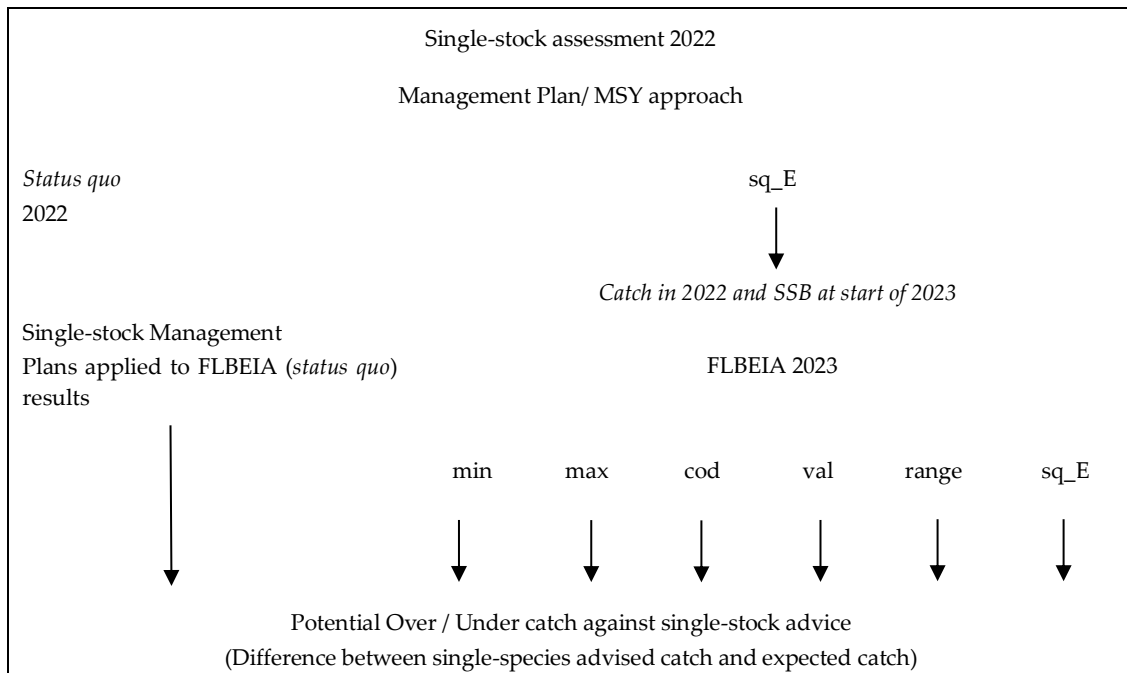 Single-stock assessment 2022
Management Plan/ MSY approach
Status quo
2022
sq_E
Catch in 2022 and SSB at start of 2023
Single-stock Management
Plans applied to FLBEIA (status quo)
results
FLBEIA 2023
min max cod val range sq_E
Potential Over / Under catch against single-stock advice
(Difference between single-species advised catch and expected catch)